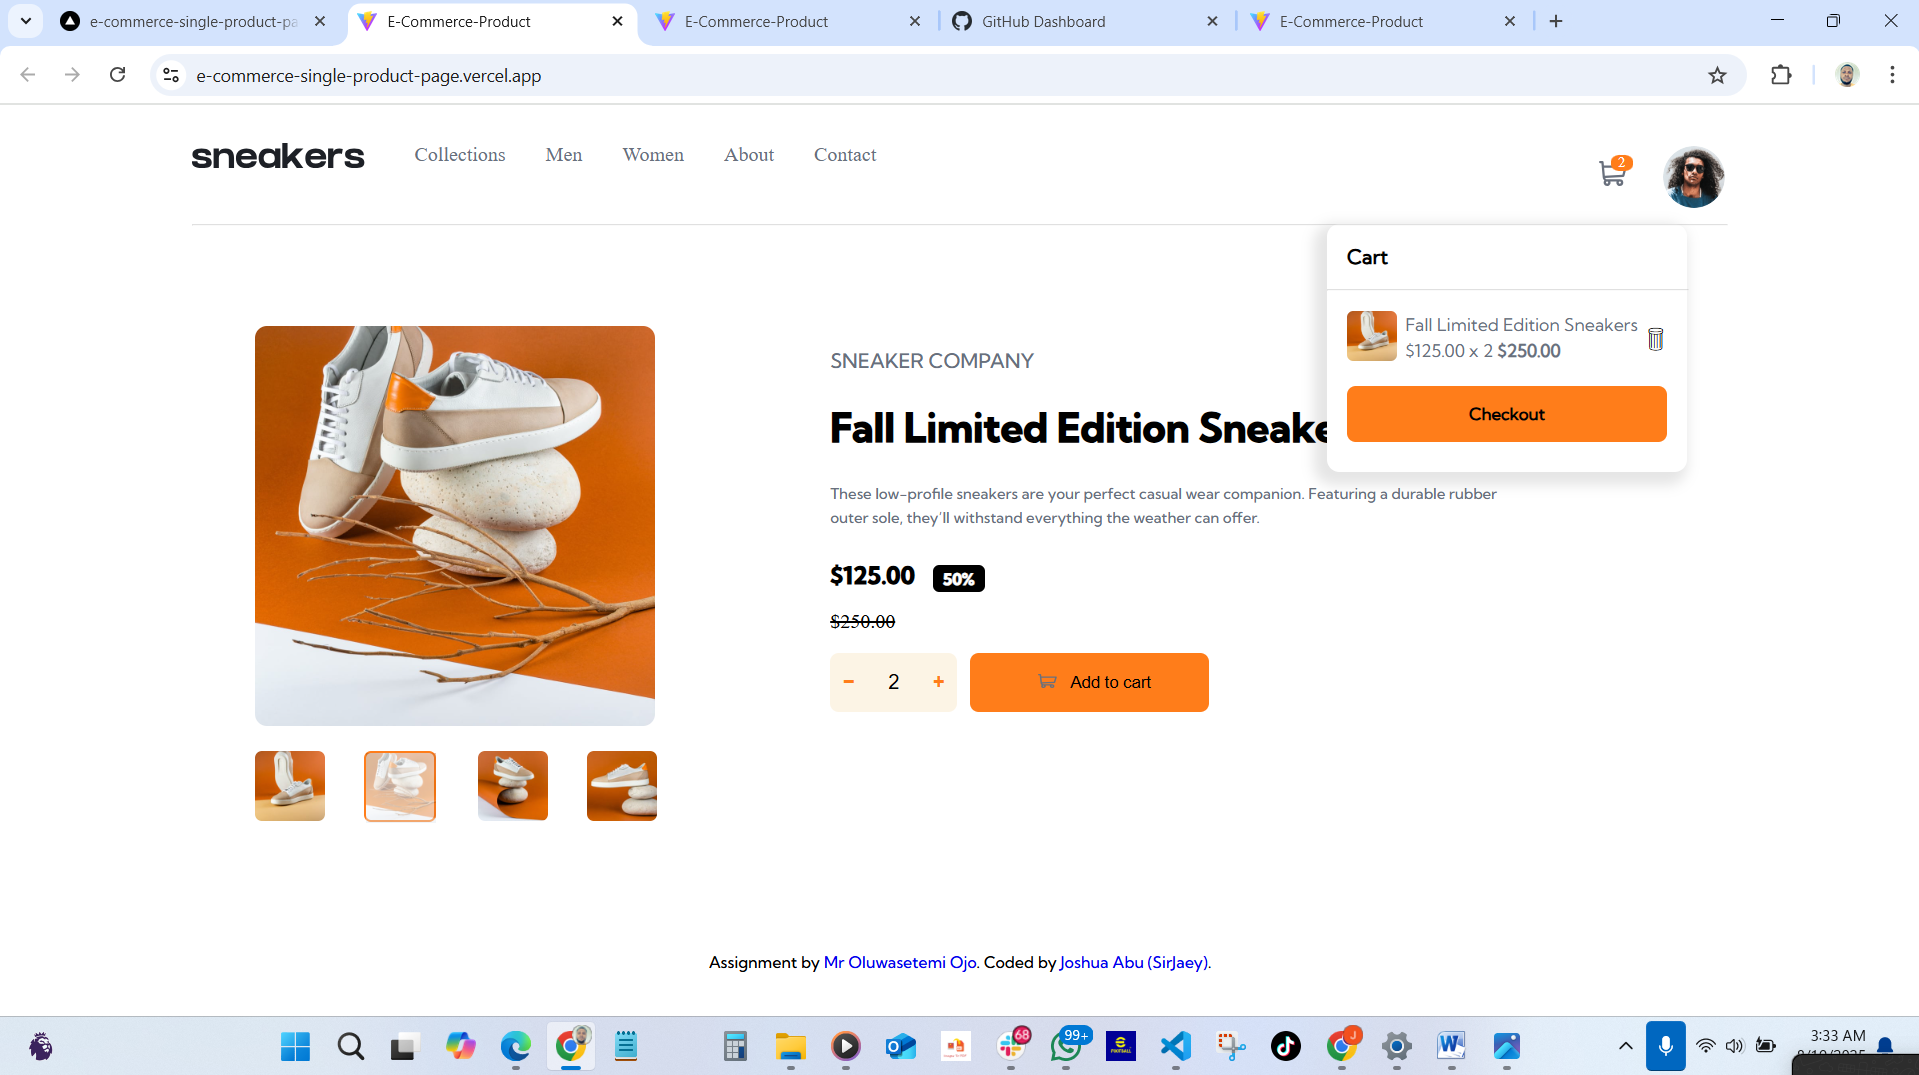 e-commerce-single-product-pa
E-Commerce-Product
E-Commerce-Product
GitHub Dashboard
E-Commerce-Product
e-commerce-single-product-page.vercel.app
sneakers
Collections
Men
Women
About
Contact
2
Cart
Fall Limited Edition Sneakers
$125.00 x 2 $250.00
Checkout
SNEAKER COMPANY
Fall Limited Edition Sneake
These low-profile sneakers are your perfect casual wear companion. Featuring a durable rubber
outer sole, they'll withstand everything the weather can offer.
$125.00 50%
$250.00
- 2 +
Add to cart
Assignment by Mr Oluwasetemi Ojo. Coded by Joshua Abu (SirJaey).
68
99+
J
3:33 AM